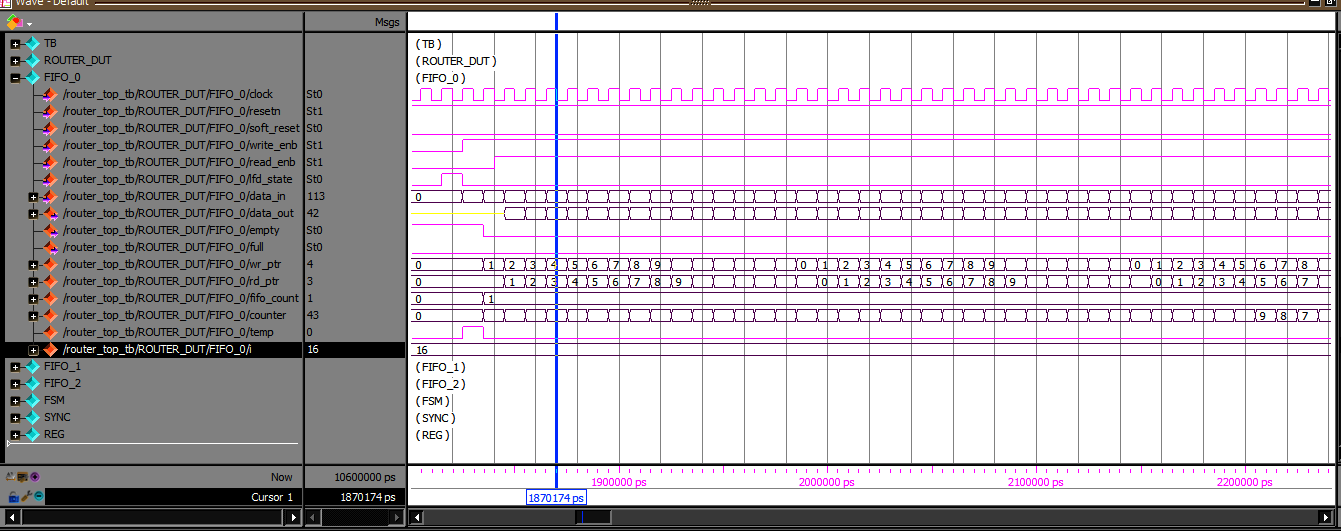 Wave - Default
Msgs
TB (TB)
ROUTER_DUT (ROUTER_DUT)
FIFO_0 (FIFO_0)
/router_top_tb/ROUTER_DUT/FIFO_0/clock St0
/router_top_tb/ROUTER_DUT/FIFO_0/resetn St1
/router_top_tb/ROUTER_DUT/FIFO_0/soft_reset St0
/router_top_tb/ROUTER_DUT/FIFO_0/write_enb St1
/router_top_tb/ROUTER_DUT/FIFO_0/read_enb St1
/router_top_tb/ROUTER_DUT/FIFO_0/lfd_state St0
/router_top_tb/ROUTER_DUT/FIFO_0/data_in 113 0
/router_top_tb/ROUTER_DUT/FIFO_0/data_out 42
/router_top_tb/ROUTER_DUT/FIFO_0/empty St0
/router_top_tb/ROUTER_DUT/FIFO_0/full St0
/router_top_tb/ROUTER_DUT/FIFO_0/wr_ptr 4 0 1 2 3 4 5 6 7 8 9 0 1 2 3 4 5 6 7 8 9 0 1 2 3 4 5 6 7 8
/router_top_tb/ROUTER_DUT/FIFO_0/rd_ptr 3 0 1 2 3 4 5 6 7 8 9 0 1 2 3 4 5 6 7 8 9 0 1 2 3 4 5 6 7
/router_top_tb/ROUTER_DUT/FIFO_0/fifo_count 1 0 1
/router_top_tb/ROUTER_DUT/FIFO_0/counter 43 0 9 8 7
/router_top_tb/ROUTER_DUT/FIFO_0/temp 0
/router_top_tb/ROUTER_DUT/FIFO_0/i 16 16
FIFO_1 (FIFO_1)
FIFO_2 (FIFO_2)
FSM (FSM)
SYNC (SYNC)
REG (REG)
Now 10600000 ps 1900000 ps 2000000 ps 2100000 ps 2200000 ps
Cursor 1 1870174 ps 1870174 ps